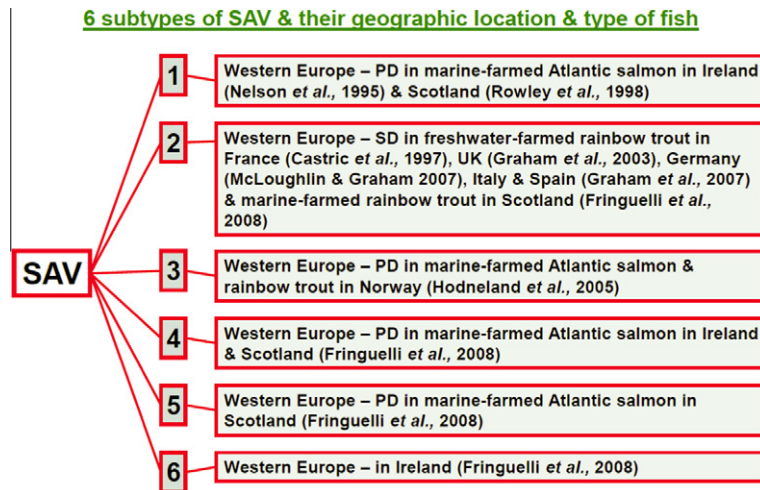 6 subtypes of SAV & their geographic location & type of fish
1
Western Europe – PD in marine-farmed Atlantic salmon in Ireland
(Nelson et al., 1995) & Scotland (Rowley et al., 1998)
2
Western Europe – SD in freshwater-farmed rainbow trout in
France (Castric et al., 1997), UK (Graham et al., 2003), Germany
(McLoughlin & Graham 2007), Italy & Spain (Graham et al., 2007)
& marine-farmed rainbow trout in Scotland (Fringuelli et al.,
2008)
SAV
3
Western Europe – PD in marine-farmed Atlantic salmon &
rainbow trout in Norway (Hodneland et al., 2005)
4
Western Europe – PD in marine-farmed Atlantic salmon in Ireland
& Scotland (Fringuelli et al., 2008)
5
Western Europe – PD in marine-farmed Atlantic salmon in
Scotland (Fringuelli et al., 2008)
6
Western Europe – in Ireland (Fringuelli et al., 2008)